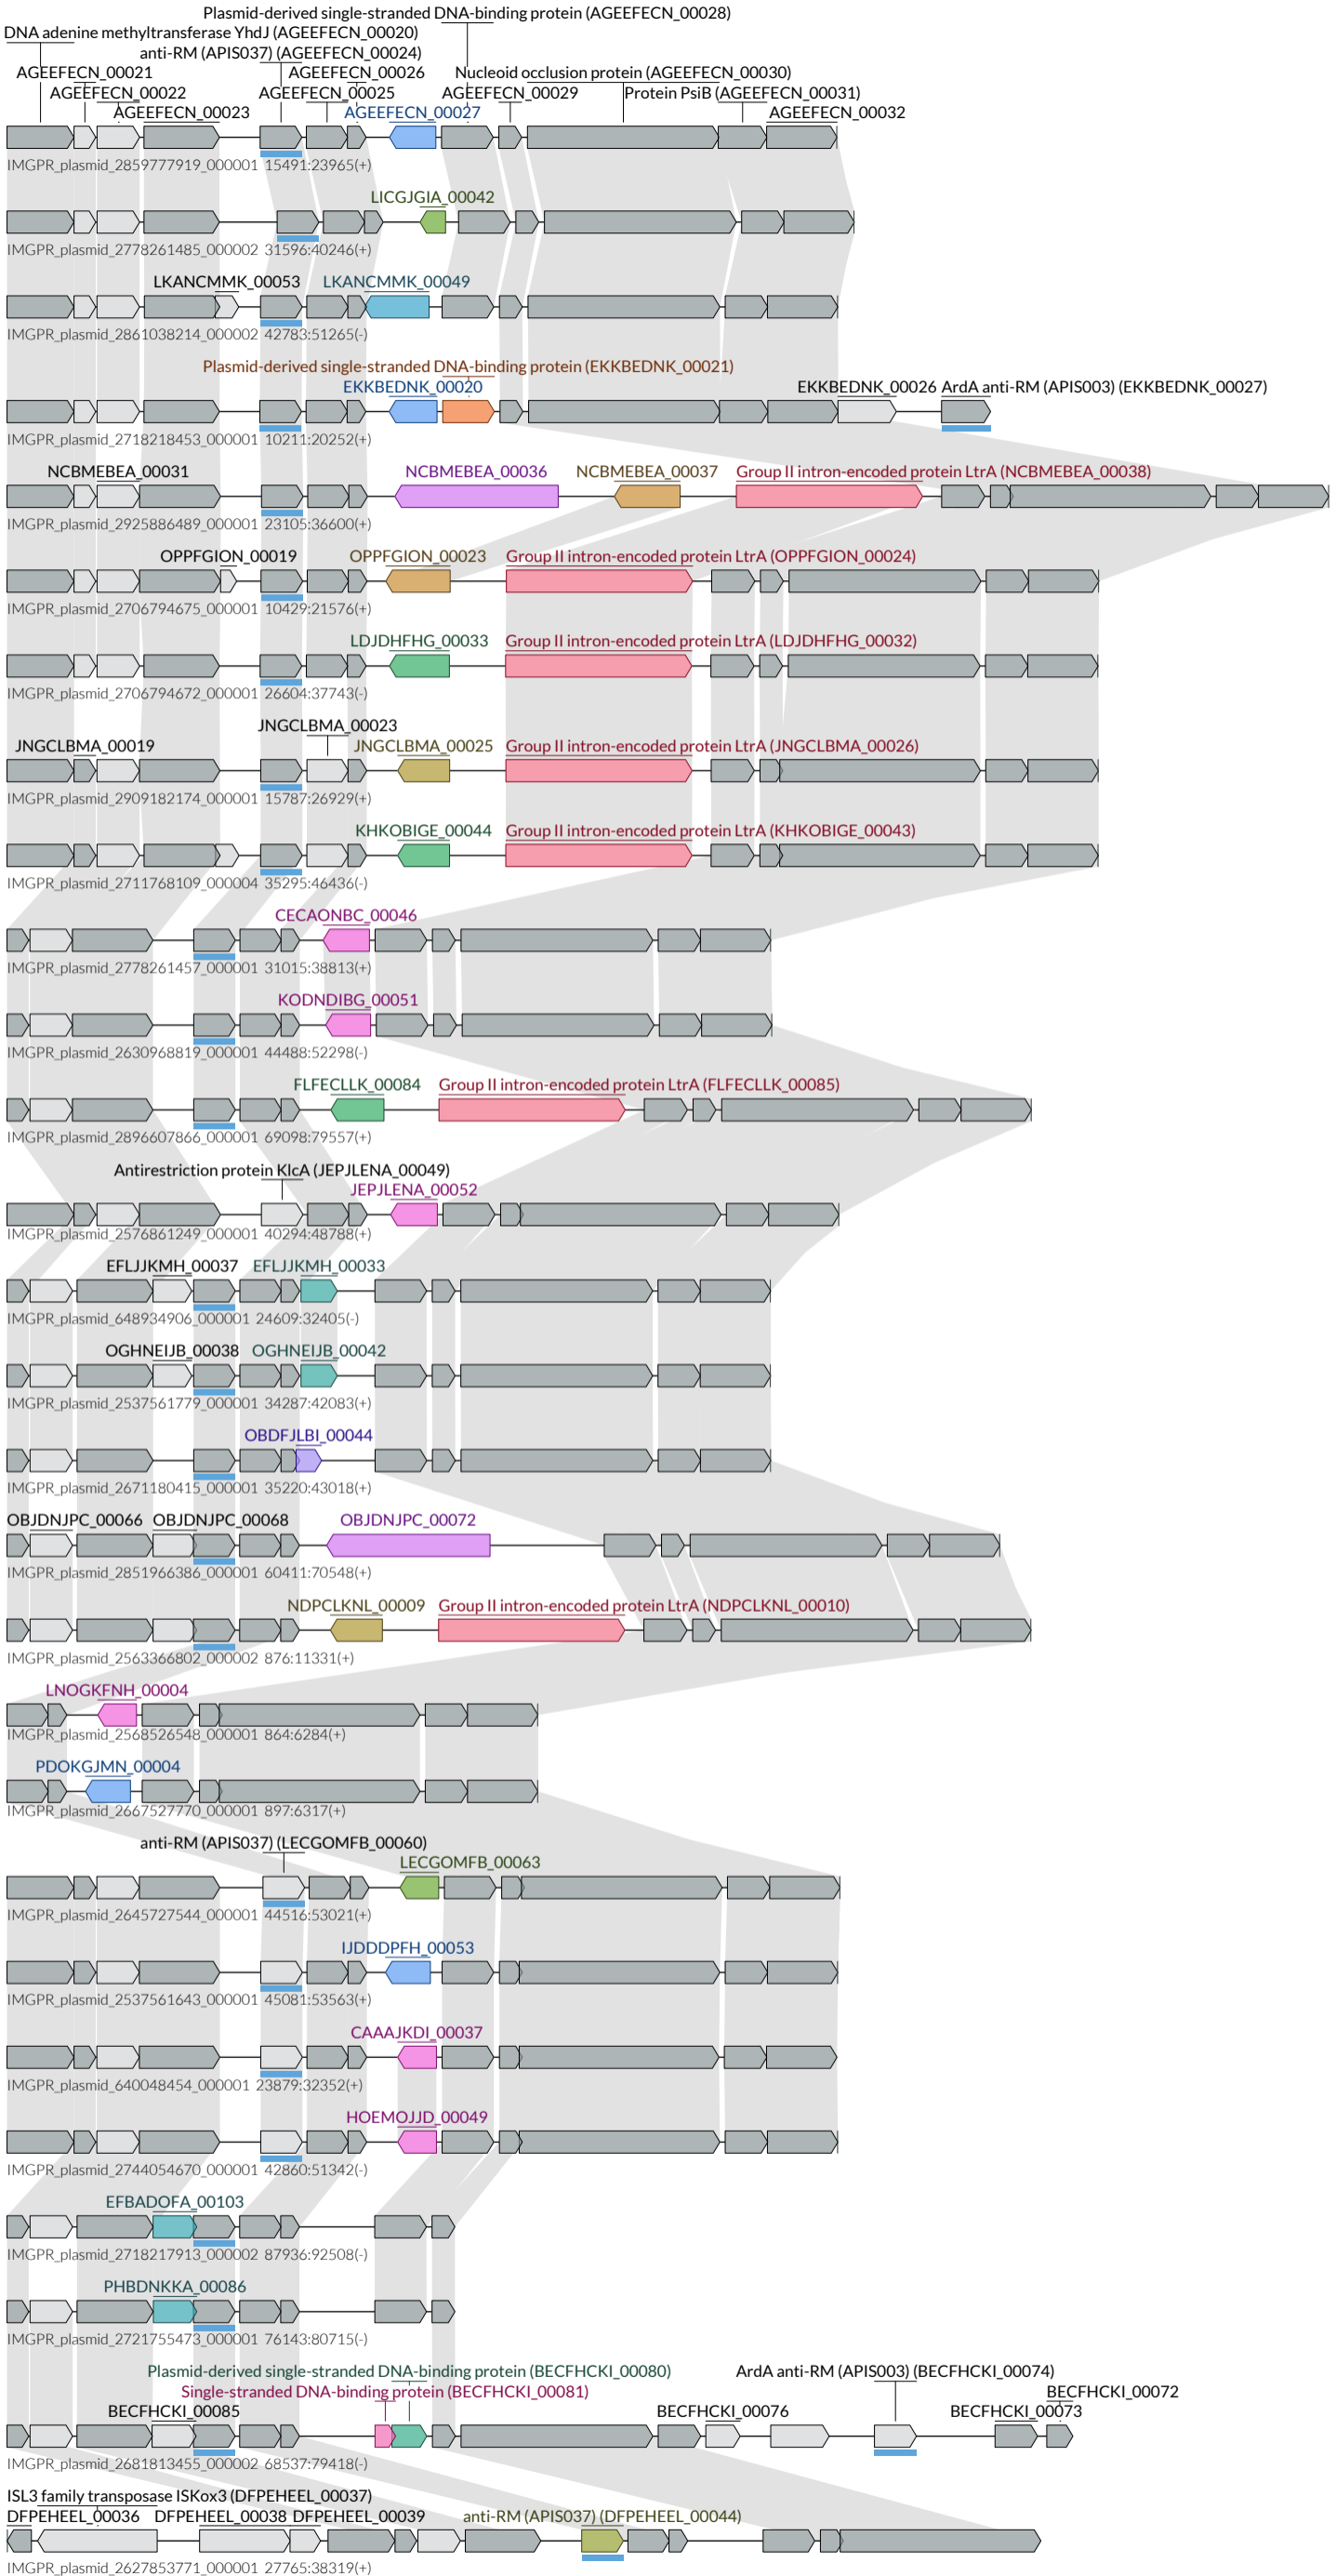 Plasmid-derived single-stranded DNA-binding protein (AGEEFECN_00028)
DNA adenine methyltransferase YhdJ (AGEEFECN_00020)
anti-RM (APIS037) (AGEEFECN_00024)
AGEEFECN_00021 AGEEFECN_00026 Nucleoid occlusion protein (AGEEFECN_00030)
AGEEFECN_00022 AGEEFECN_00025 AGEEFECN_00029 Protein PsiB (AGEEFECN_00031)
AGEEFECN_00023 AGEEFECN_00027 AGEEFECN_00032
IMGPR_plasmid_2859777919_000001 15491:23965(+)
LICGJGIA_00042
IMGPR_plasmid_2778261485_000002 31596:40246(+)
LKANCMMK_00053 LKANCMMK_00049
IMGPR_plasmid_2861038214_000002 42783:51265(-)
Plasmid-derived single-stranded DNA-binding protein (EKKBEDNK_00021)
EKKBEDNK_00020 EKKBEDNK_00026 ArdA anti-RM (APIS003) (EKKBEDNK_00027)
IMGPR_plasmid_2718218453_000001 10211:20252(+)
NCBMEBEA_00031 NCBMEBEA_00036 NCBMEBEA_00037 Group II intron-encoded protein LtrA (NCBMEBEA_00038)
IMGPR_plasmid_2925886489_000001 23105:36600(+)
OPPFGION_00019 OPPFGION_00023 Group II intron-encoded protein LtrA (OPPFGION_00024)
IMGPR_plasmid_2706794675_000001 10429:21576(+)
LDJDHFHG_00033 Group II intron-encoded protein LtrA (LDJDHFHG_00032)
IMGPR_plasmid_2706794672_000001 26604:37743(-)
JNGCLBMA_00023
JNGCLBMA_00019 JNGCLBMA_00025 Group II intron-encoded protein LtrA (JNGCLBMA_00026)
IMGPR_plasmid_2909182174_000001 15787:26929(+)
KHKOBIGE_00044 Group II intron-encoded protein LtrA (KHKOBIGE_00043)
IMGPR_plasmid_2711768109_000004 35295:46436(-)
CECAONBC_00046
IMGPR_plasmid_2778261457_000001 31015:38813(+)
KODNDIBG_00051
IMGPR_plasmid_2630968819_000001 44488:52298(-)
FLFECLLK_00084 Group II intron-encoded protein LtrA (FLFECLLK_00085)
IMGPR_plasmid_2896607866_000001 69098:79557(+)
Antirestriction protein KlcA (JEPJLENA_00049)
JEPJLENA_00052
IMGPR_plasmid_2576861249_000001 40294:48788(+)
EFLJJKMH_00037 EFLJJKMH_00033
IMGPR_plasmid_648934906_000001 24609:32405(-)
OGHNEIJB_00038 OGHNEIJB_00042
IMGPR_plasmid_2537561779_000001 34287:42083(+)
OBDFJLBI_00044
IMGPR_plasmid_2671180415_000001 35220:43018(+)
OBJDNJPC_00066 OBJDNJPC_00068 OBJDNJPC_00072
IMGPR_plasmid_2851966386_000001 60411:70548(+)
NDPCLKNL_00009 Group II intron-encoded protein LtrA (NDPCLKNL_00010)
IMGPR_plasmid_2563366802_000002 876:11331(+)
LNOGKFNH_00004
IMGPR_plasmid_2568526548_000001 864:6284(+)
PDOKGJMN_00004
IMGPR_plasmid_2667527770_000001 897:6317(+)
anti-RM (APIS037) (LECGOMFB_00060)
LECGOMFB_00063
IMGPR_plasmid_2645727544_000001 44516:53021(+)
IJDDDPFH_00053
IMGPR_plasmid_2537561643_000001 45081:53563(+)
CAAAJKDI_00037
IMGPR_plasmid_640048454_000001 23879:32352(+)
HOEMOJJD_00049
IMGPR_plasmid_2744054670_000001 42860:51342(-)
EFBADOFA_00103
IMGPR_plasmid_2718217913_000002 87936:92508(-)
PHBDNKKA_00086
IMGPR_plasmid_2721755473_000001 76143:80715(-)
Plasmid-derived single-stranded DNA-binding protein (BECFHCKI_00080) ArdA anti-RM (APIS003) (BECFHCKI_00074)
Single-stranded DNA-binding protein (BECFHCKI_00081) BECFHCKI_00072
BECFHCKI_00085 BECFHCKI_00076 BECFHCKI_00073
IMGPR_plasmid_2681813455_000002 68537:79418(-)
ISL3 family transposase ISKox3 (DFPEHEEL_00037)
DFPEHEEL_00036 DFPEHEEL_00038 DFPEHEEL_00039 anti-RM (APIS037) (DFPEHEEL_00044)
IMGPR_plasmid_2627853771_000001 27765:38319(+)